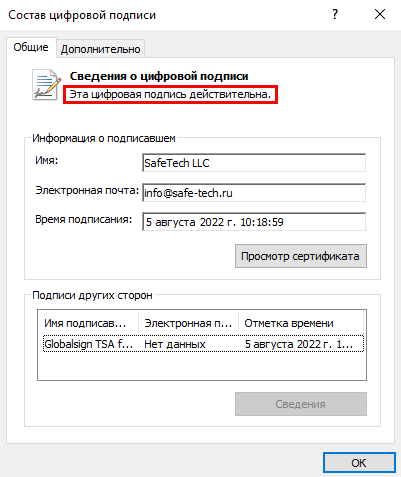 Состав цифровой подписи
Общие Дополнительно
Сведения о цифровой подписи
Эта цифровая подпись действительна.
Информация о подписавшем
Имя: SafeTech LLC
Электронная почта: info@safe-tech.ru
Время подписания: 5 августа 2022 г. 10:18:59
Просмотр сертификата
Подписи других сторон
Имя подписав... Электронная п... Отметка времени
Globalsign TSA f... Нет данных 5 августа 2022 г. 1...
Сведения
OK